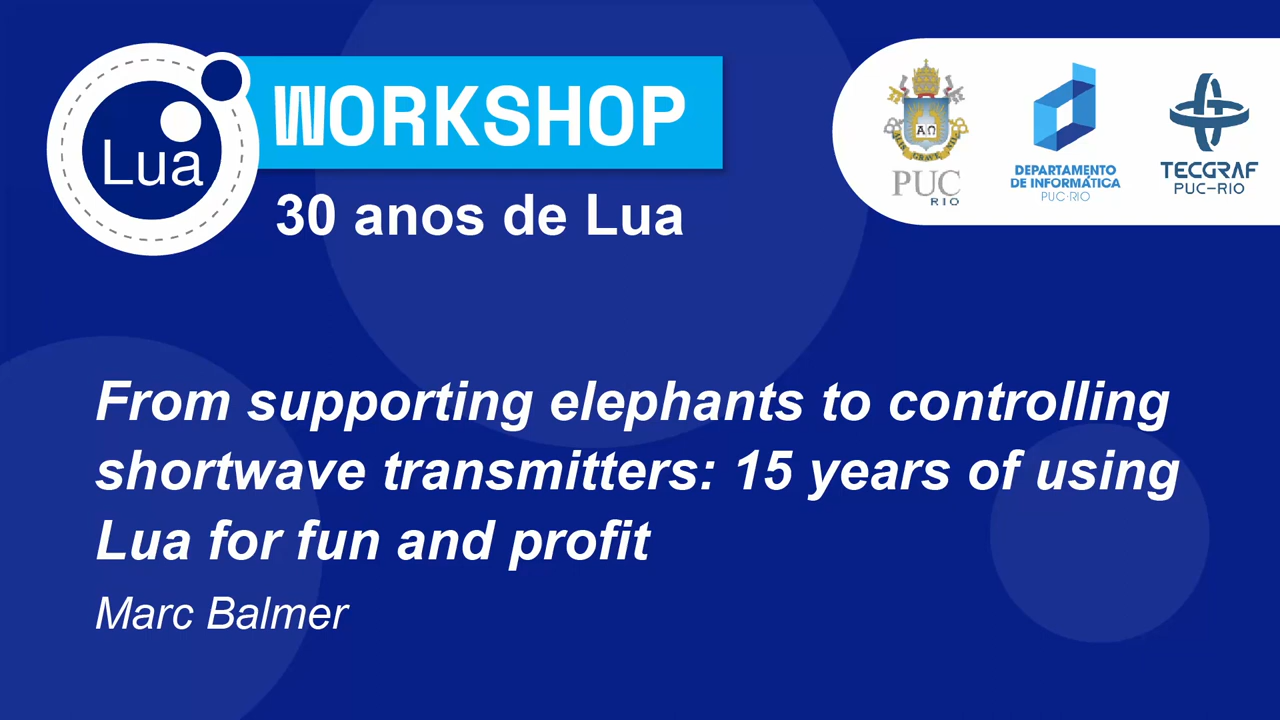 Lua
WORKSHOP
30 anos de Lua
PUC
RIO
DEPARTAMENTO
DE INFORMÁTICA
PUC-RIO
TECGRAF
PUC-RIO
From supporting elephants to controlling
shortwave transmitters: 15 years of using
Lua for fun and profit
Marc Balmer